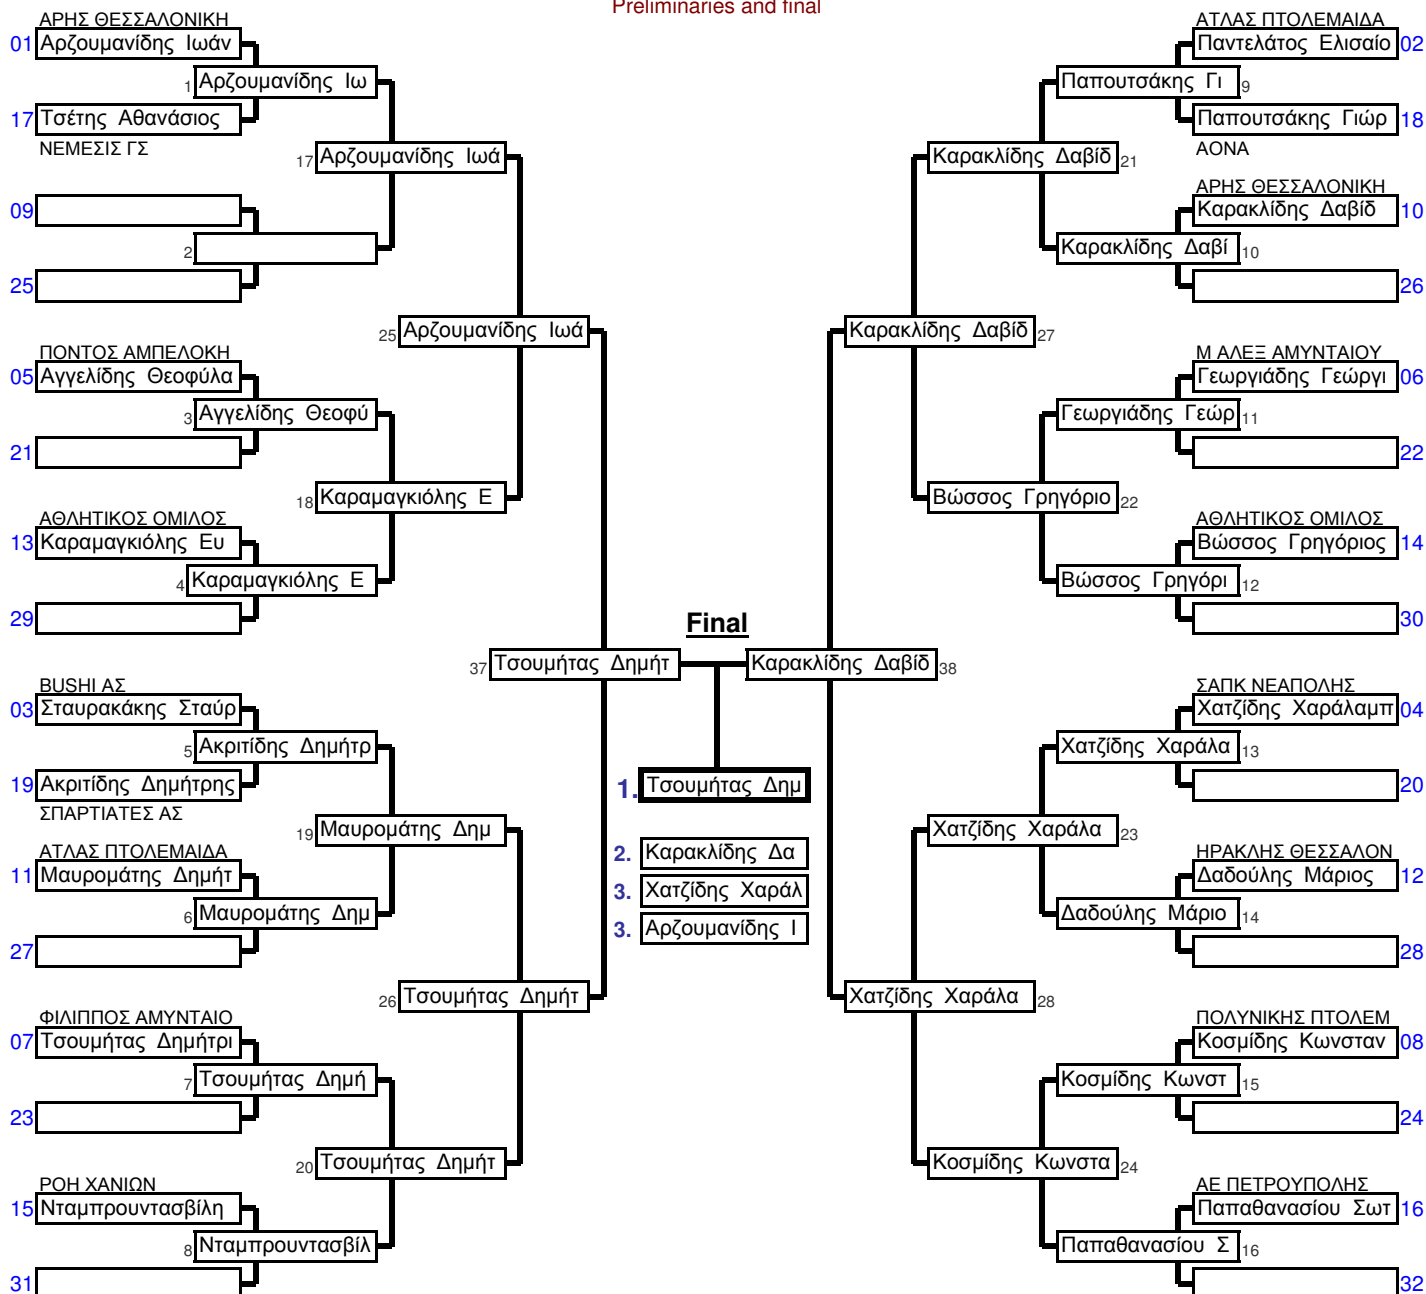 Preliminaries and final
ΑΡΗΣ ΘΕΣΣΑΛΟΝΙΚΗ
01 Αρζουμανίδης Ιωάν
1 Αρζουμανίδης Ιω
17 Τσέτης Αθανάσιος
ΝΕΜΕΣΙΣ ΓΣ
17 Αρζουμανίδης Ιωά
09
2
25
25 Αρζουμανίδης Ιωά
ΠΟΝΤΟΣ ΑΜΠΕΛΟΚΗ
05 Αγγελίδης Θεοφύλα
3 Αγγελίδης Θεοφύ
21
18 Καραμαγκιόλης Ε
ΑΘΛΗΤΙΚΟΣ ΟΜΙΛΟΣ
13 Καραμαγκιόλης Ευ
4 Καραμαγκιόλης Ε
29
37 Τσουμήτας Δημήτ
BUSHI ΑΣ
03 Σταυρακάκης Σταύρ
5 Ακριτίδης Δημήτρ
19 Ακριτίδης Δημήτρης
ΣΠΑΡΤΙΑΤΕΣ ΑΣ
19 Μαυρομάτης Δημ
ΑΤΛΑΣ ΠΤΟΛΕΜΑΙΔΑ
11 Μαυρομάτης Δημήτ
6 Μαυρομάτης Δημ
27
26 Τσουμήτας Δημήτ
ΦΙΛΙΠΠΟΣ ΑΜΥΝΤΑΙΟ
07 Τσουμήτας Δημήτρι
7 Τσουμήτας Δημή
23
20 Τσουμήτας Δημήτ
ΡΟΗ ΧΑΝΙΩΝ
15 Νταμπρουντασβίλη
8 Νταμπρουντασβίλ
31
Final
1. Τσουμήτας Δημ
2. Καρακλίδης Δα
3. Χατζίδης Χαράλ
3. Αρζουμανίδης Ι
ΑΤΛΑΣ ΠΤΟΛΕΜΑΙΔΑ
Παντελάτος Ελισαίο 02
Παπουτσάκης Γι 9
Παπουτσάκης Γιώρ 18
ΑΟΝΑ
Καρακλίδης Δαβίδ 21
ΑΡΗΣ ΘΕΣΣΑΛΟΝΙΚΗ
Καρακλίδης Δαβίδ 10
Καρακλίδης Δαβί 10
26
Καρακλίδης Δαβίδ 27
Μ ΑΛΕΞ ΑΜΥΝΤΑΙΟΥ
Γεωργιάδης Γεώργι 06
Γεωργιάδης Γεώρ 11
22
Βώσσος Γρηγόριο 22
ΑΘΛΗΤΙΚΟΣ ΟΜΙΛΟΣ
Βώσσος Γρηγόριος 14
Βώσσος Γρηγόρι 12
30
Καρακλίδης Δαβίδ 38
ΣΑΠΚ ΝΕΑΠΟΛΗΣ
Χατζίδης Χαράλαμπ 04
Χατζίδης Χαράλα 13
20
Χατζίδης Χαράλα 23
ΗΡΑΚΛΗΣ ΘΕΣΣΑΛΟΝ
Δαδούλης Μάριος 12
Δαδούλης Μάριο 14
28
Χατζίδης Χαράλα 28
ΠΟΛΥΝΙΚΗΣ ΠΤΟΛΕΜ
Κοσμίδης Κωνσταν 08
Κοσμίδης Κωνστ 15
24
Κοσμίδης Κωνστα 24
ΑΕ ΠΕΤΡΟΥΠΟΛΗΣ
Παπαθανασίου Σωτ 16
Παπαθανασίου Σ 16
32